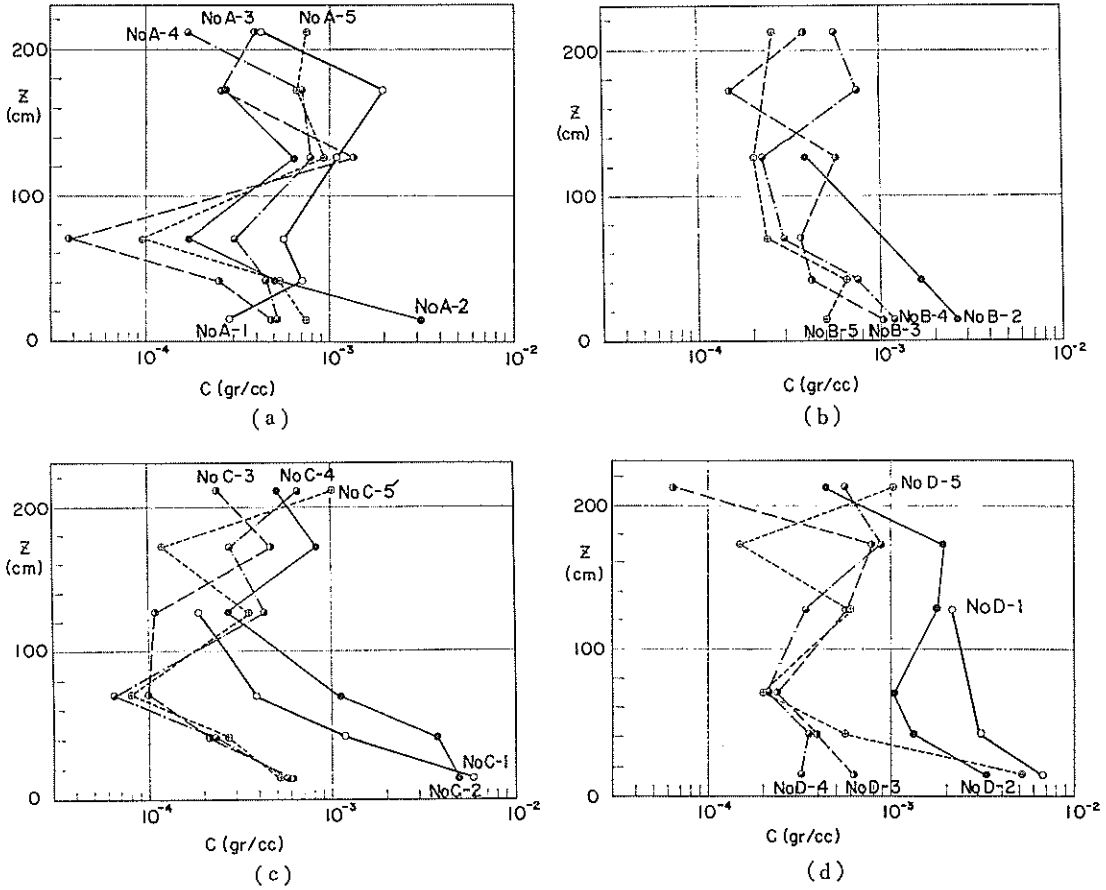 NoA-3 NoA-5
NoA-4
200
Z
(cm)
100
NoA-2
NoA-1
0
10⁻⁴ 10⁻³ 10⁻²
C (gr/cc)
(a)
200
Z
(cm)
100
NoB-4 NoB-2
NoB-5 NoB-3
0
10⁻⁴ 10⁻³ 10⁻²
C (gr/cc)
(b)
NoC-3 NoC-4
NoC-5
200
Z
(cm)
100
NoC-1
NoC-2
0
10⁻⁴ 10⁻³ 10⁻²
C (gr/cc)
(c)
NoD-5
200
Z
(cm)
NoD-1
100
NoD-4 NoD-3 NoD-2
0
10⁻⁴ 10⁻³ 10⁻²
C (gr/cc)
(d)